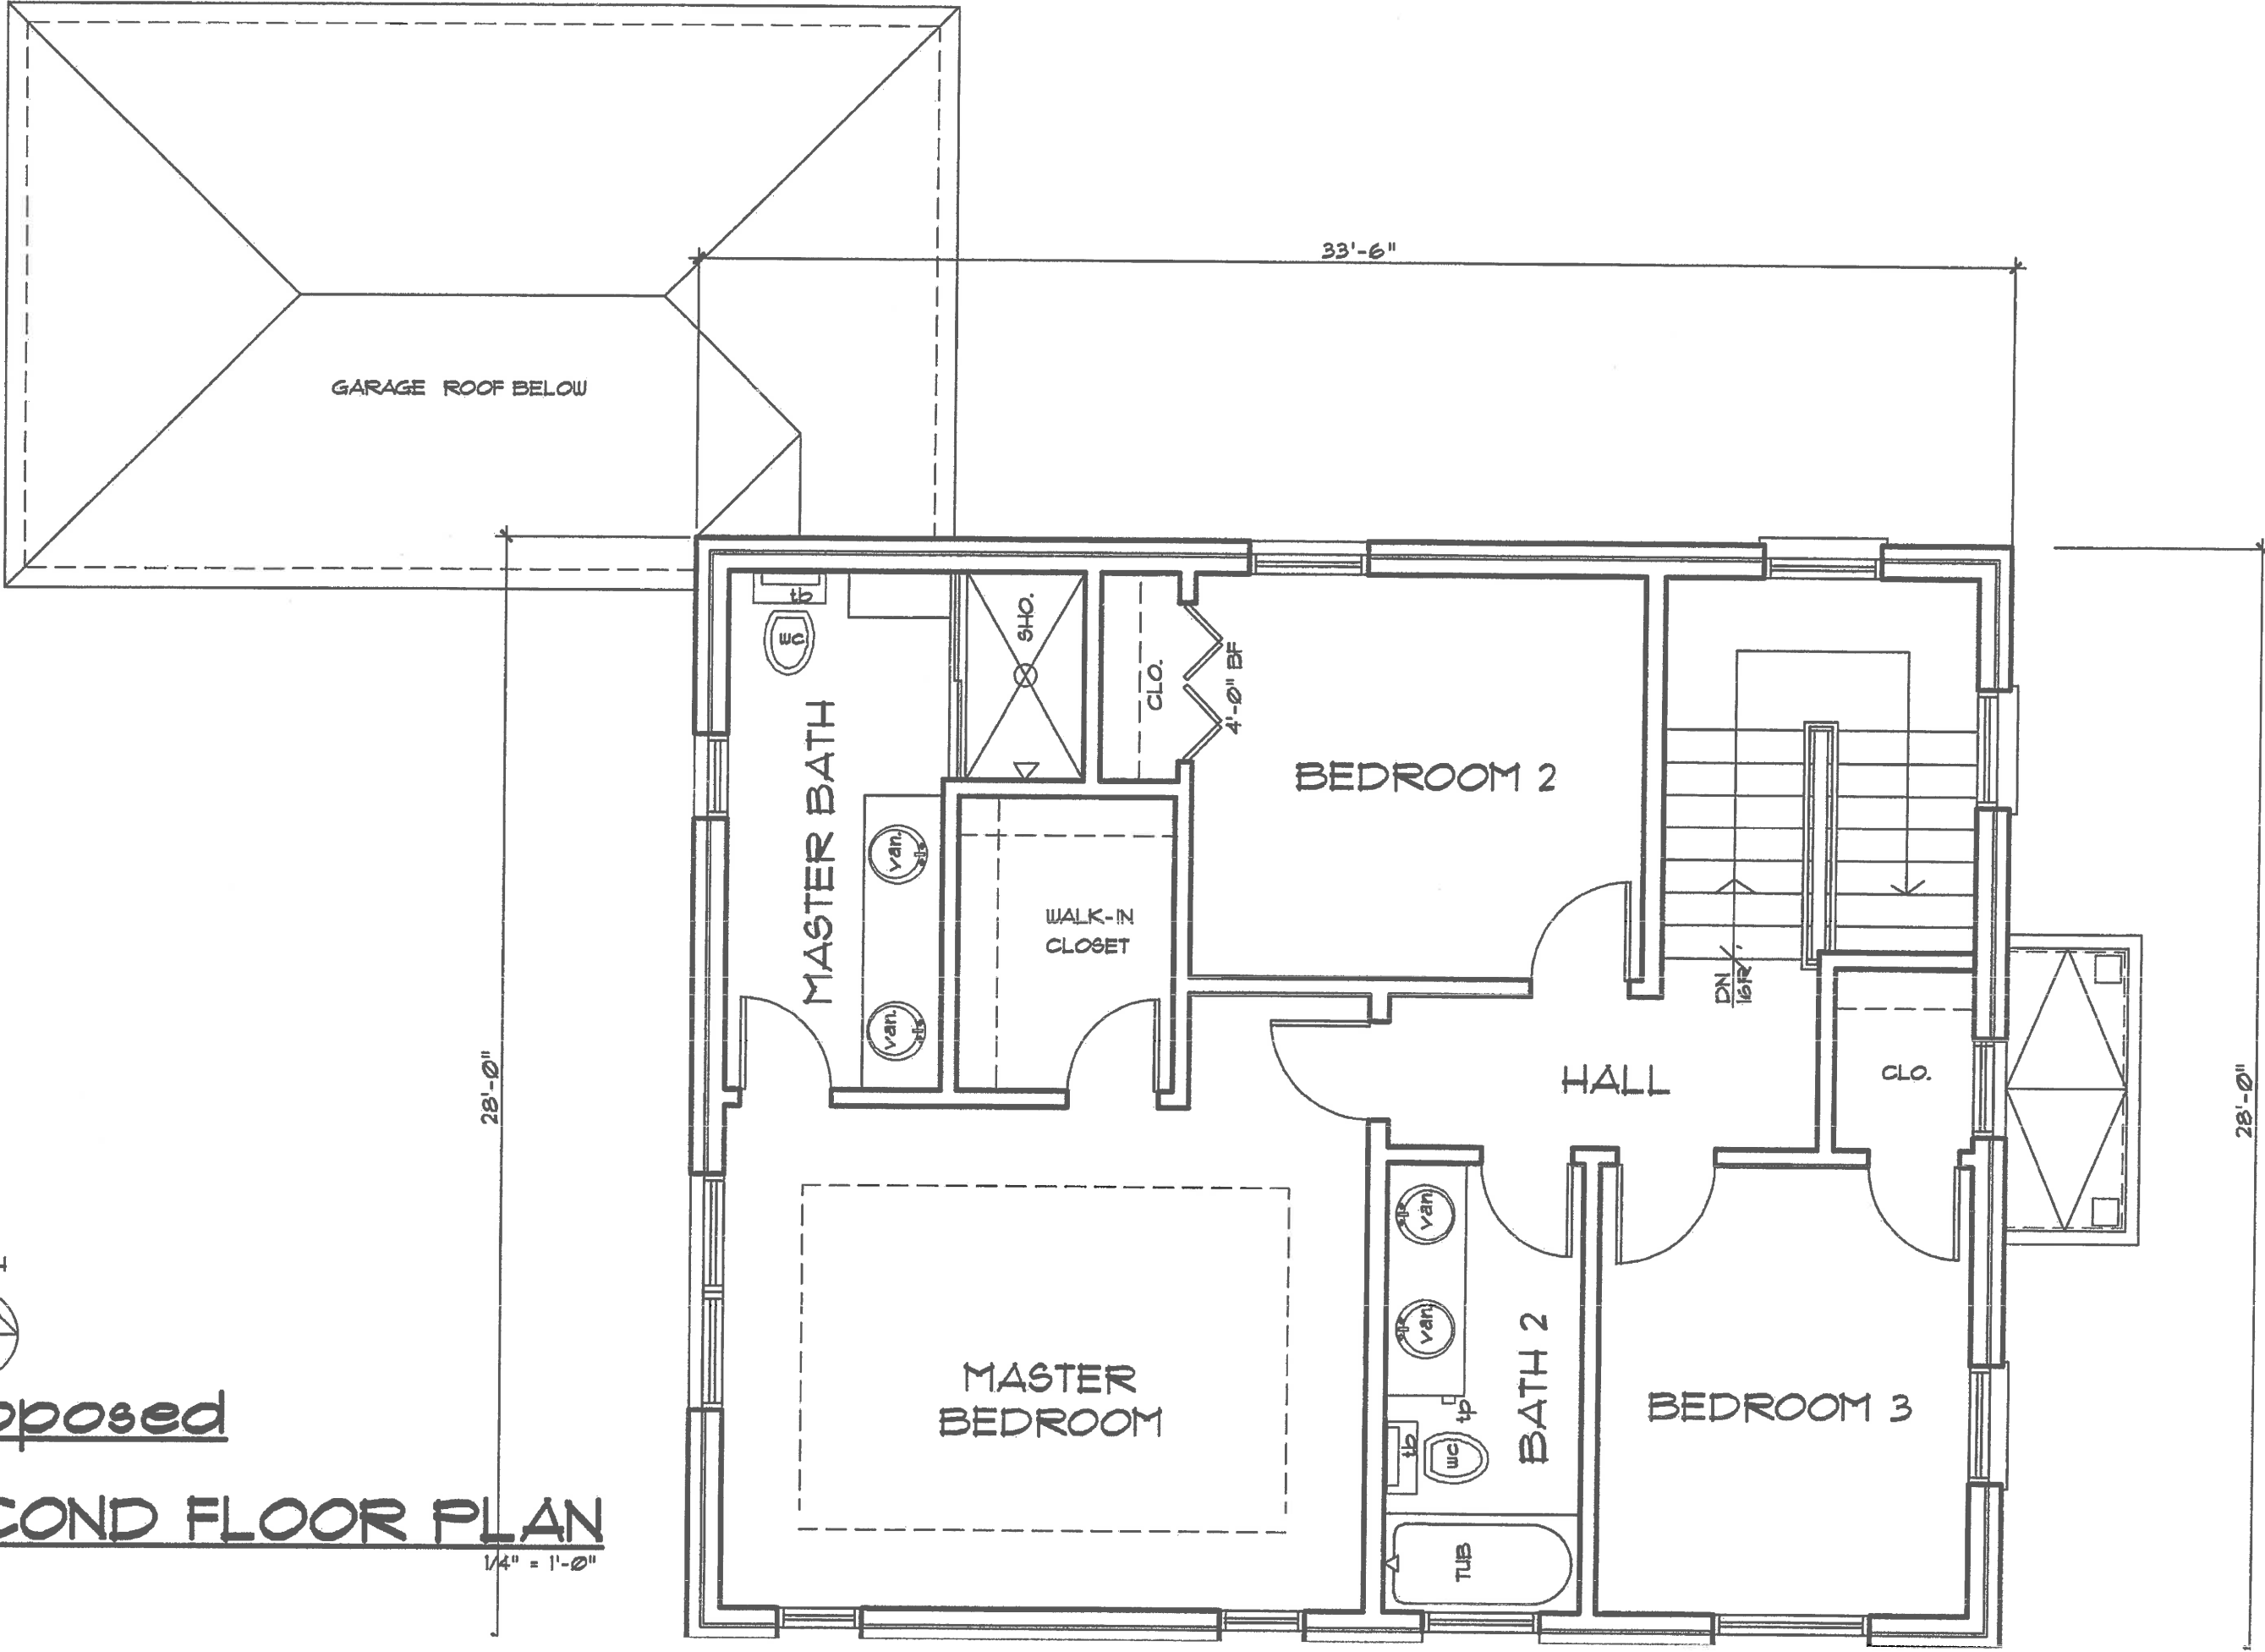 33'-6"
GARAGE ROOF BELOW
tb
wc
SHO.
CLO.
4'-0" BF
MASTER BATH
BEDROOM 2
van.
WALK-IN
CLOSET
van.
DN
16R
28'-0"
HALL
CLO.
28'-0"
van.
van.
MASTER
BEDROOM
BATH 2
tp
tb
wc
BEDROOM 3
TUB
FLOOR PLAN
1/4" = 1'-0"